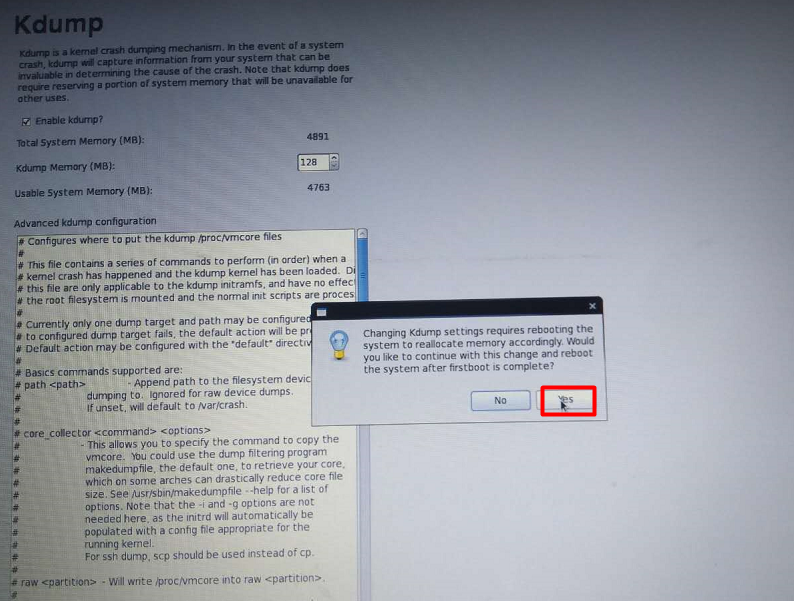 Kdump
Kdump is a kernel crash dumping mechanism. In the event of a system
crash, kdump will capture information from your system that can be
invaluable in determining the cause of the crash. Note that kdump does
require reserving a portion of system memory that will be unavailable for
other uses.
Enable kdump?
Total System Memory (MB): 4891
Kdump Memory (MB): 128
Usable System Memory (MB): 4763
Advanced kdump configuration
# Configures where to put the kdump /proc/vmcore files
#
# This file contains a series of commands to perform (in order) when a
# kernel crash has happened and the kdump kernel has been loaded. Di
# this file are only applicable to the kdump initramfs, and have no effec
# the root filesystem is mounted and the normal init scripts are proces
#
# Currently only one dump target and path may be configured
# to configured dump target fails, the default action will be pr
# Default action may be configured with the "default" directiv
#
# Basics commands supported are:
# path <path> - Append path to the filesystem devic
# dumping to. Ignored for raw device dumps.
# If unset, will default to /var/crash.
#
# core_collector <command> <options>
# - This allows you to specify the command to copy the
# vmcore. You could use the dump filtering program
# makedumpfile, the default one, to retrieve your core,
# which on some arches can drastically reduce core file
# size. See /usr/sbin/makedumpfile --help for a list of
# options. Note that the -i and -g options are not
# needed here, as the initrd will automatically be
# populated with a config file appropriate for the
# running kernel.
# For ssh dump, scp should be used instead of cp.
#
# raw <partition> - Will write /proc/vmcore into raw <partition>.
#
Changing Kdump settings requires rebooting the
system to reallocate memory accordingly. Would
you like to continue with this change and reboot
the system after firstboot is complete?
No
Yes